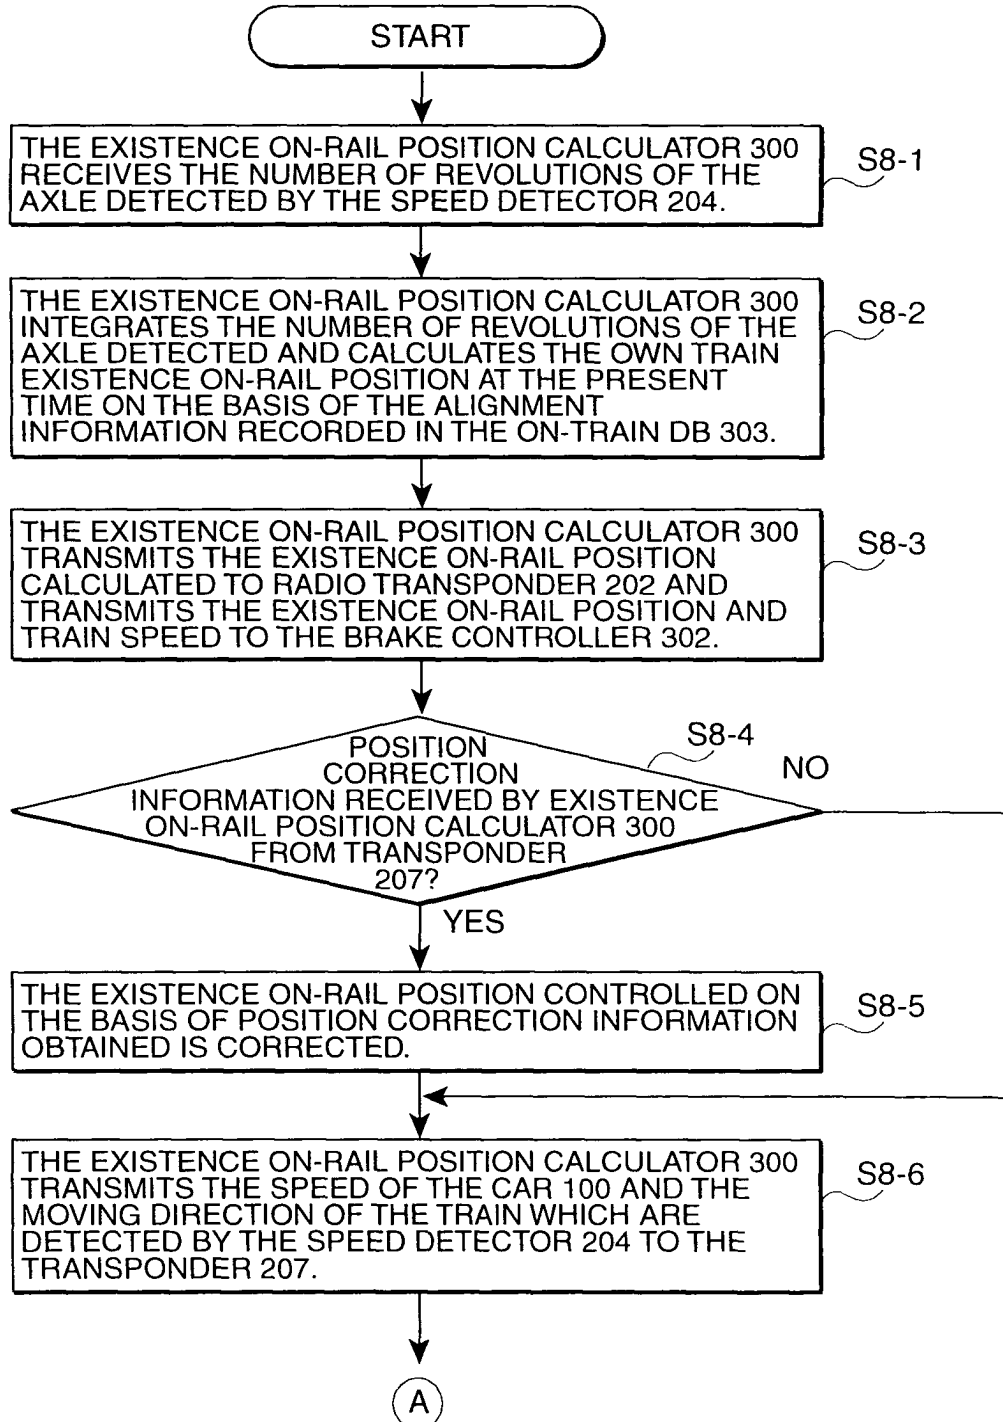 START
THE EXISTENCE ON-RAIL POSITION CALCULATOR 300
RECEIVES THE NUMBER OF REVOLUTIONS OF THE
AXLE DETECTED BY THE SPEED DETECTOR 204.
S8-1
THE EXISTENCE ON-RAIL POSITION CALCULATOR 300
INTEGRATES THE NUMBER OF REVOLUTIONS OF THE
AXLE DETECTED AND CALCULATES THE OWN TRAIN
EXISTENCE ON-RAIL POSITION AT THE PRESENT
TIME ON THE BASIS OF THE ALIGNMENT
INFORMATION RECORDED IN THE ON-TRAIN DB 303.
S8-2
THE EXISTENCE ON-RAIL POSITION CALCULATOR 300
TRANSMITS THE EXISTENCE ON-RAIL POSITION
CALCULATED TO RADIO TRANSPONDER 202 AND
TRANSMITS THE EXISTENCE ON-RAIL POSITION AND
TRAIN SPEED TO THE BRAKE CONTROLLER 302.
S8-3
POSITION
CORRECTION
INFORMATION RECEIVED BY EXISTENCE
ON-RAIL POSITION CALCULATOR 300
FROM TRANSPONDER
207?
S8-4
NO
YES
THE EXISTENCE ON-RAIL POSITION CONTROLLED ON
THE BASIS OF POSITION CORRECTION INFORMATION
OBTAINED IS CORRECTED.
S8-5
THE EXISTENCE ON-RAIL POSITION CALCULATOR 300
TRANSMITS THE SPEED OF THE CAR 100 AND THE
MOVING DIRECTION OF THE TRAIN WHICH ARE
DETECTED BY THE SPEED DETECTOR 204 TO THE
TRANSPONDER 207.
S8-6
A